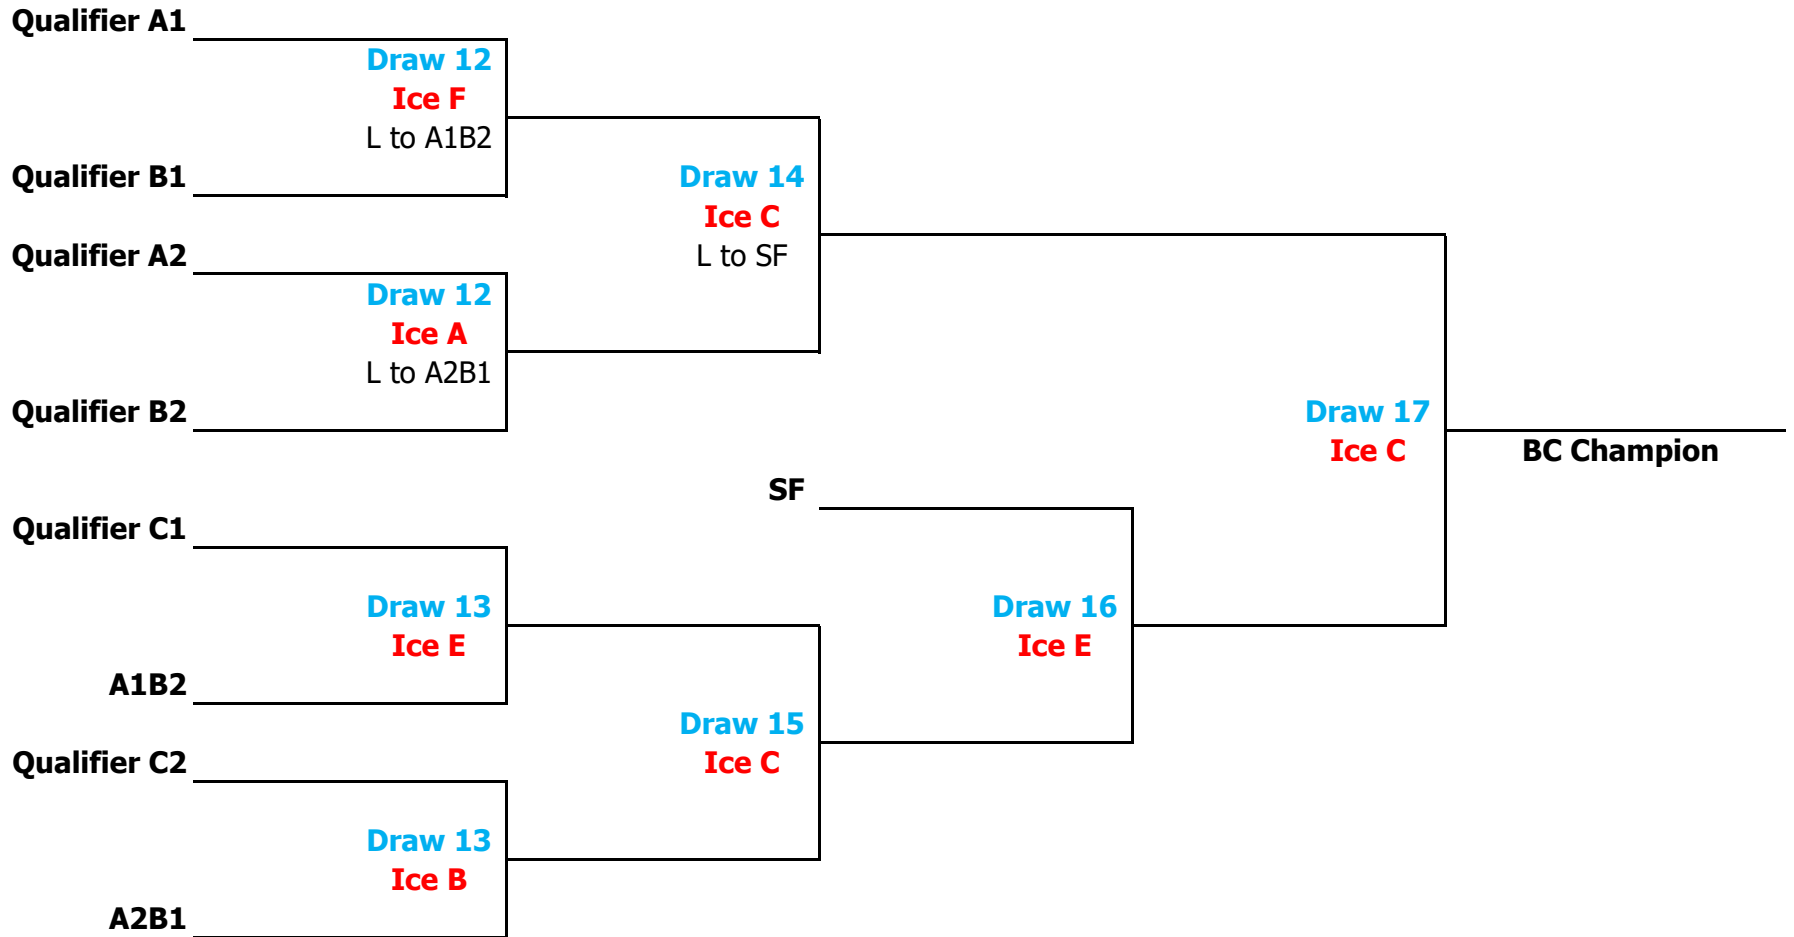 Qualifier A1
Draw 12
Ice F
L to A1B2
Qualifier B1
Draw 14
Ice C
L to SF
Qualifier A2
Draw 12
Ice A
L to A2B1
Qualifier B2
Draw 17
Ice C
BC Champion
SF
Qualifier C1
Draw 13
Ice E
Draw 16
Ice E
A1B2
Draw 15
Ice C
Qualifier C2
Draw 13
Ice B
A2B1